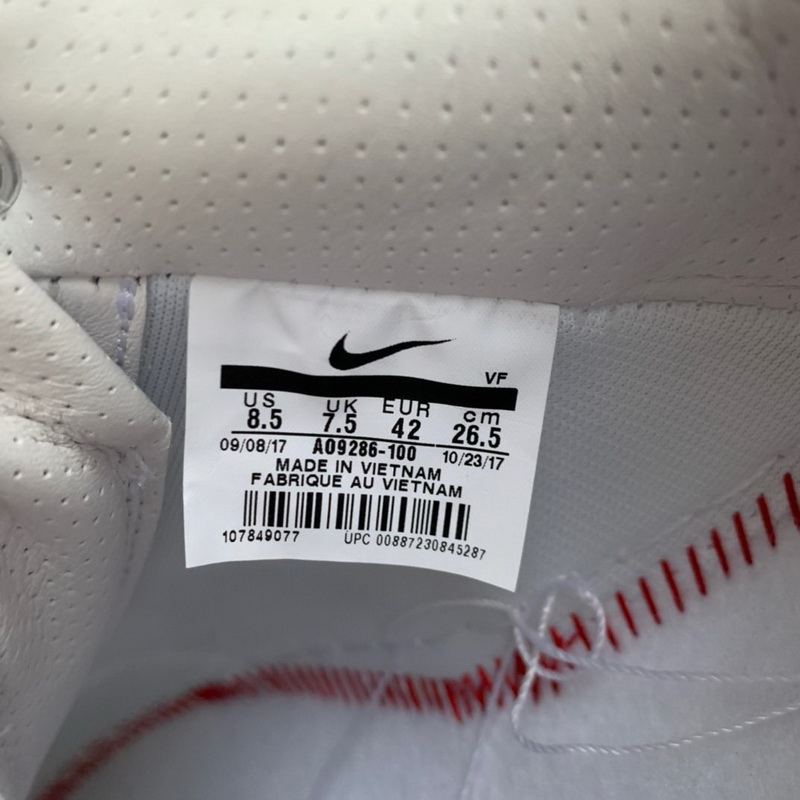 VF
US UK EUR cm
8.5 7.5 42 26.5
09/08/17 AO9286-100 10/23/17
MADE IN VIETNAM
FABRIQUE AU VIETNAM
107849077 UPC 00887230845287